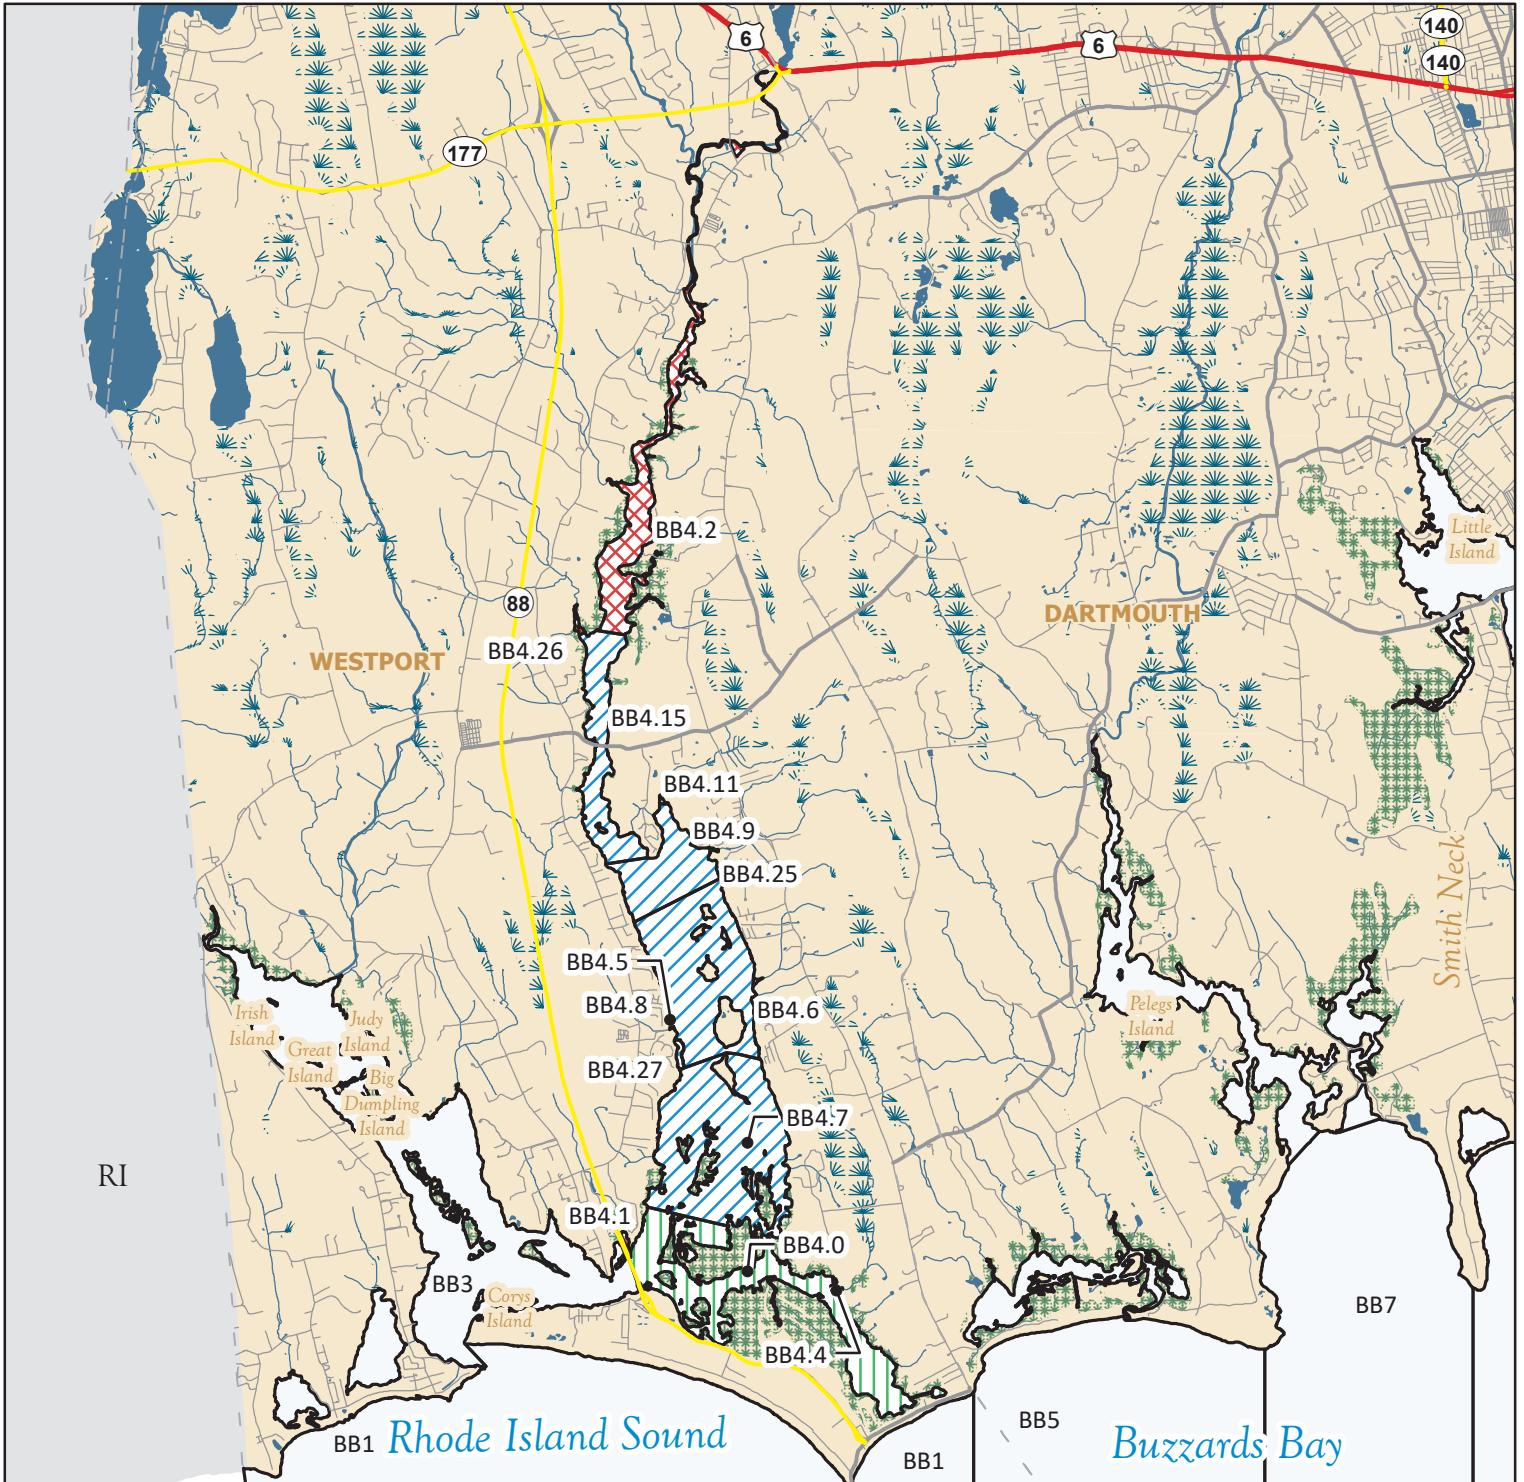 140
6
6
140
177
Little
Island
BB4.2
88
DARTMOUTH
BB4.26
WESTPORT
BB4.15
BB4.11
BB4.9
BB4.25
Smith Neck
BB4.5
BB4.8
BB4.6
Pelegs
Island
Irish
Island
Judy
Island
Great
Island
BB4.27
Big
Dumpling
Island
BB4.7
RI
BB4.1
BB4.0
BB3
Corys
Island
BB7
BB4.4
BB5
BB1
Rhode Island Sound
Buzzards Bay
BB1